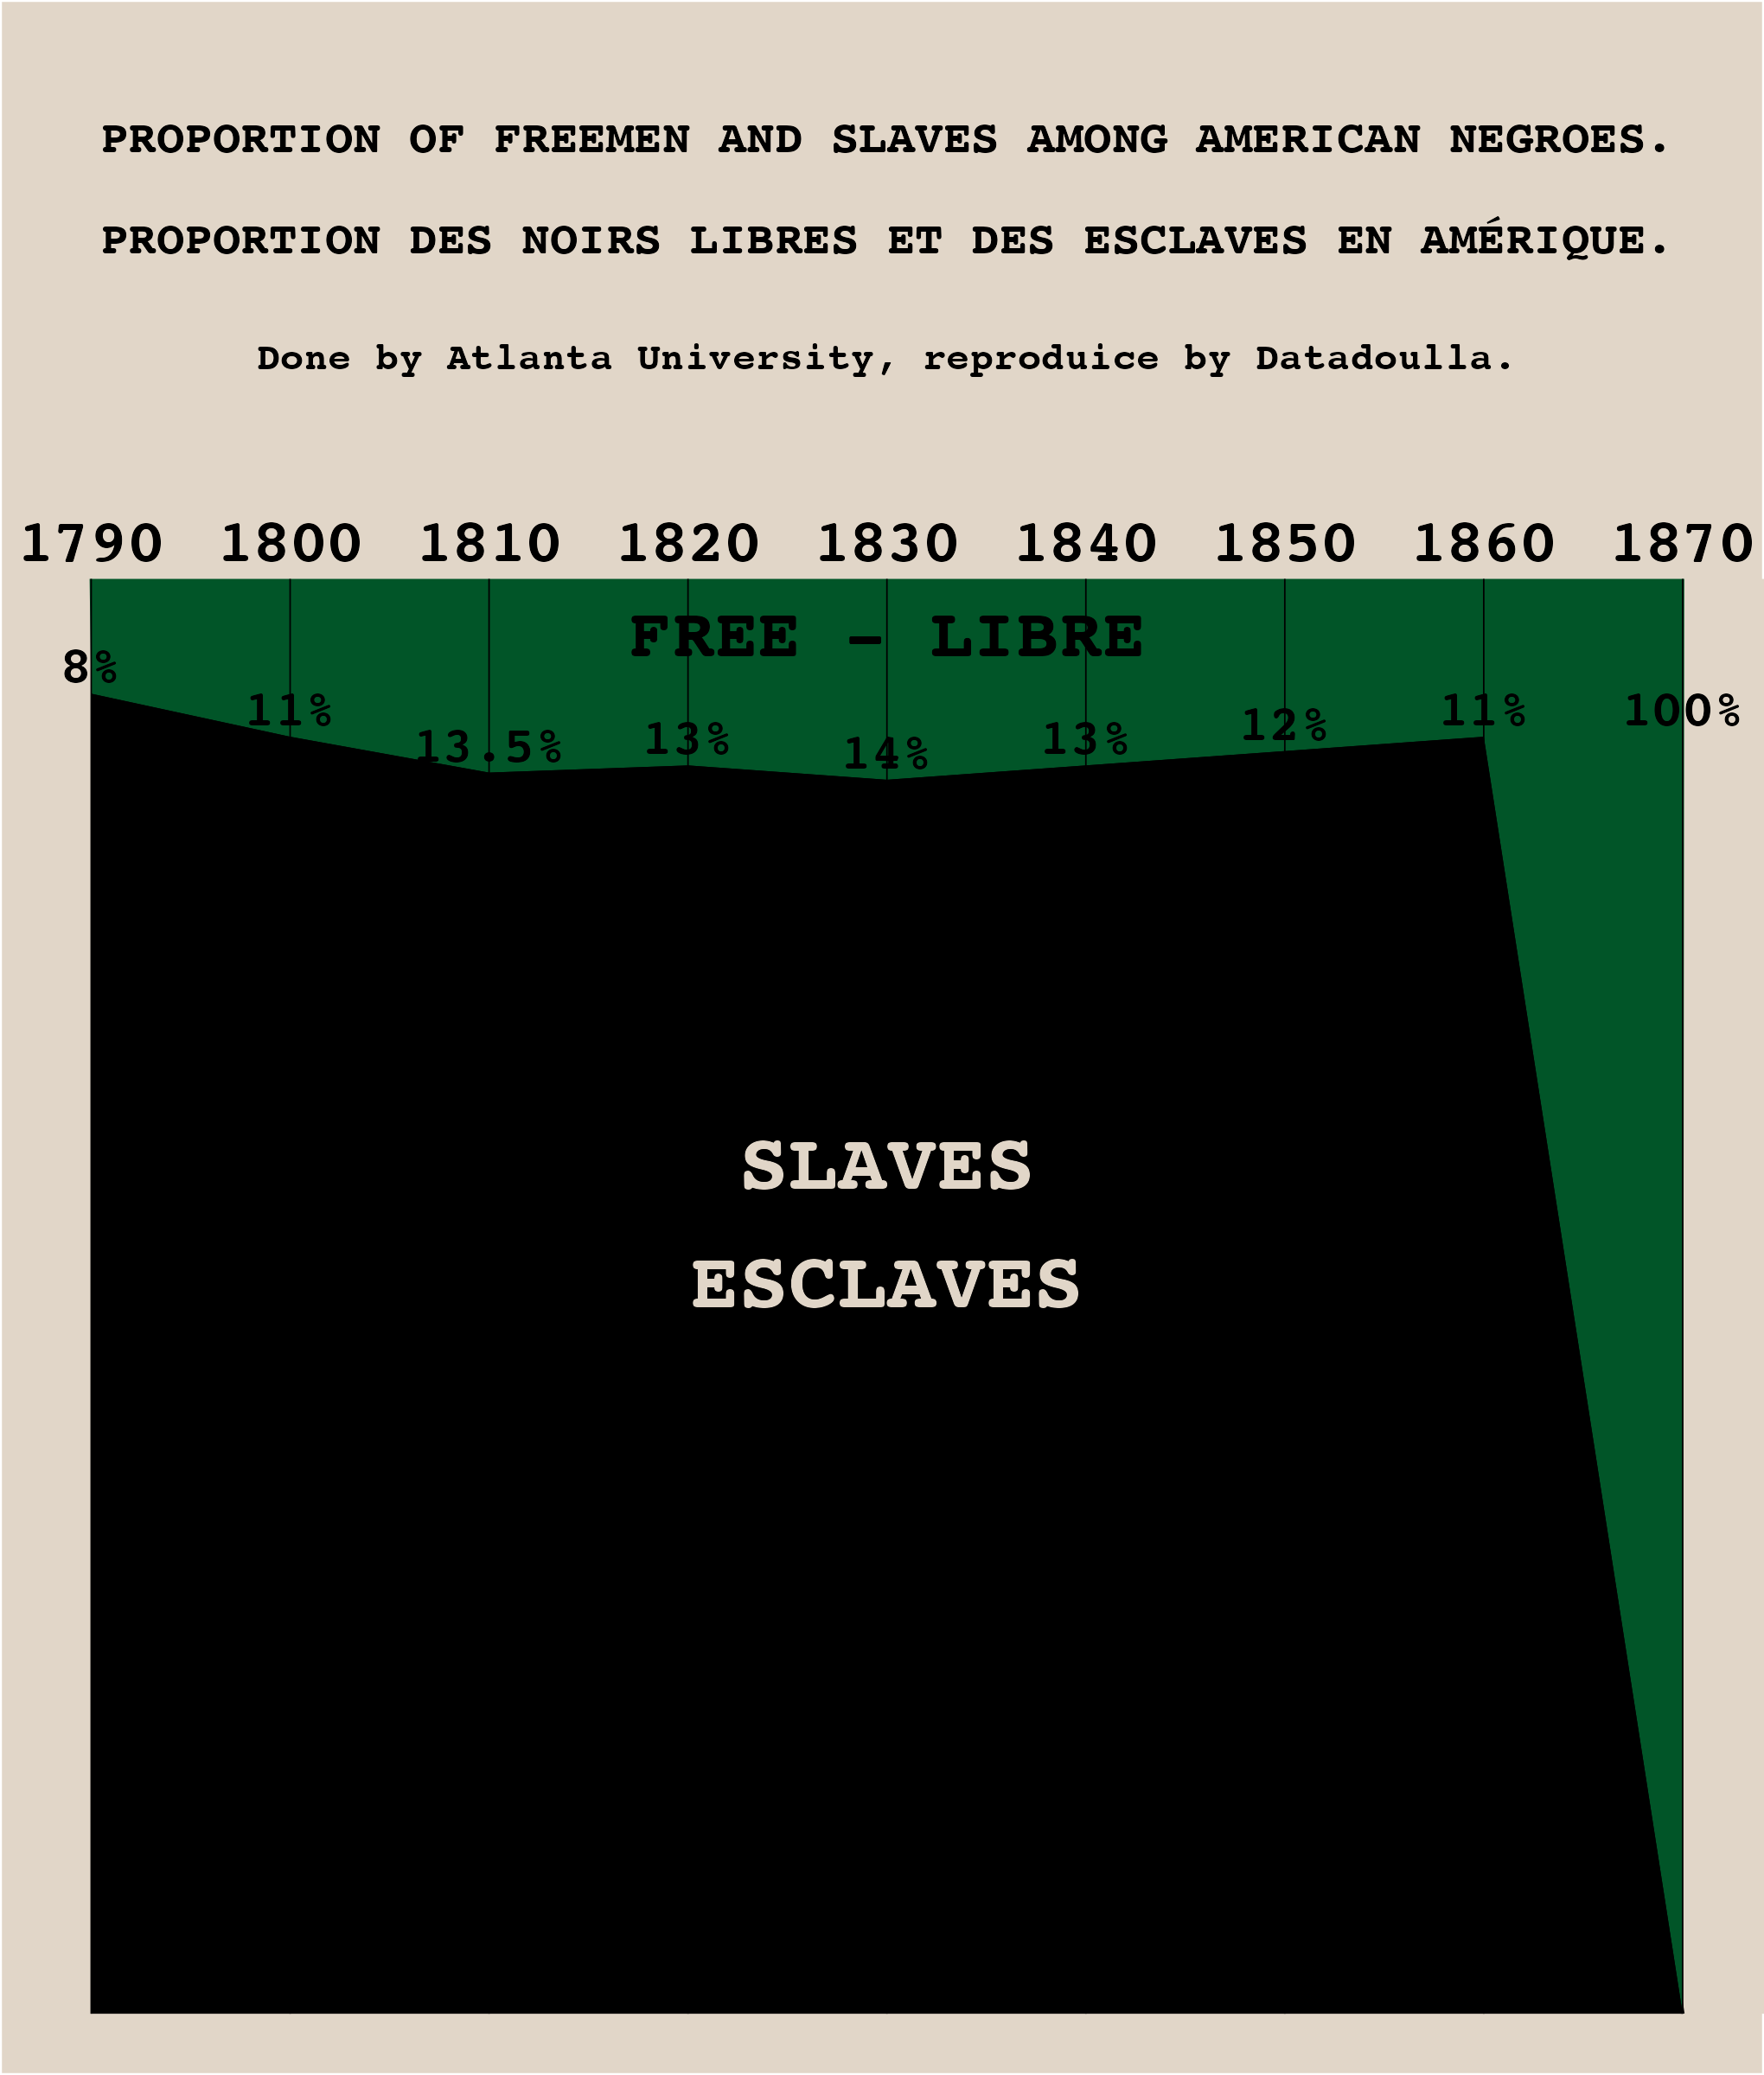 PROPORTION OF FREEMEN AND SLAVES AMONG AMERICAN NEGROES.
PROPORTION DES NOIRS LIBRES ET DES ESCLAVES EN AMÉRIQUE.
Done by Atlanta University, reproduice by Datadoulla.
1790 1800 1810 1820 1830 1840 1850 1860 1870
FREE – LIBRE
8% 11% 13.5% 13% 14% 13% 12% 11% 100%
SLAVES
ESCLAVES